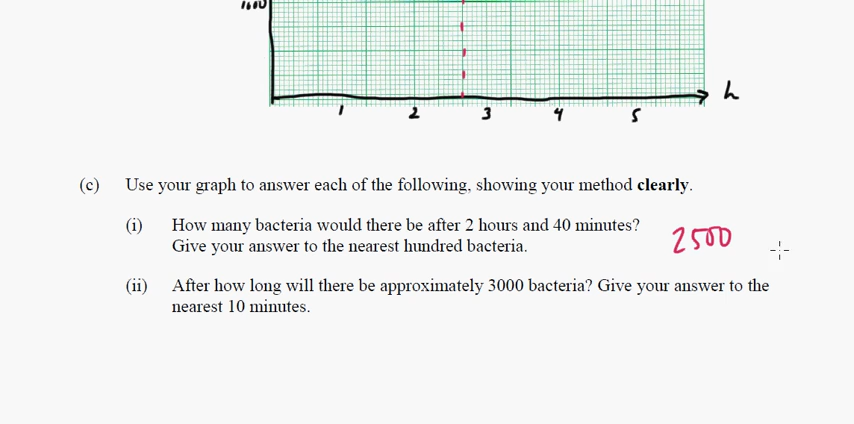 1600
h
1 2 3 4 5
(c) Use your graph to answer each of the following, showing your method clearly.
(i) How many bacteria would there be after 2 hours and 40 minutes?
Give your answer to the nearest hundred bacteria.
2500
(ii) After how long will there be approximately 3000 bacteria? Give your answer to the
nearest 10 minutes.